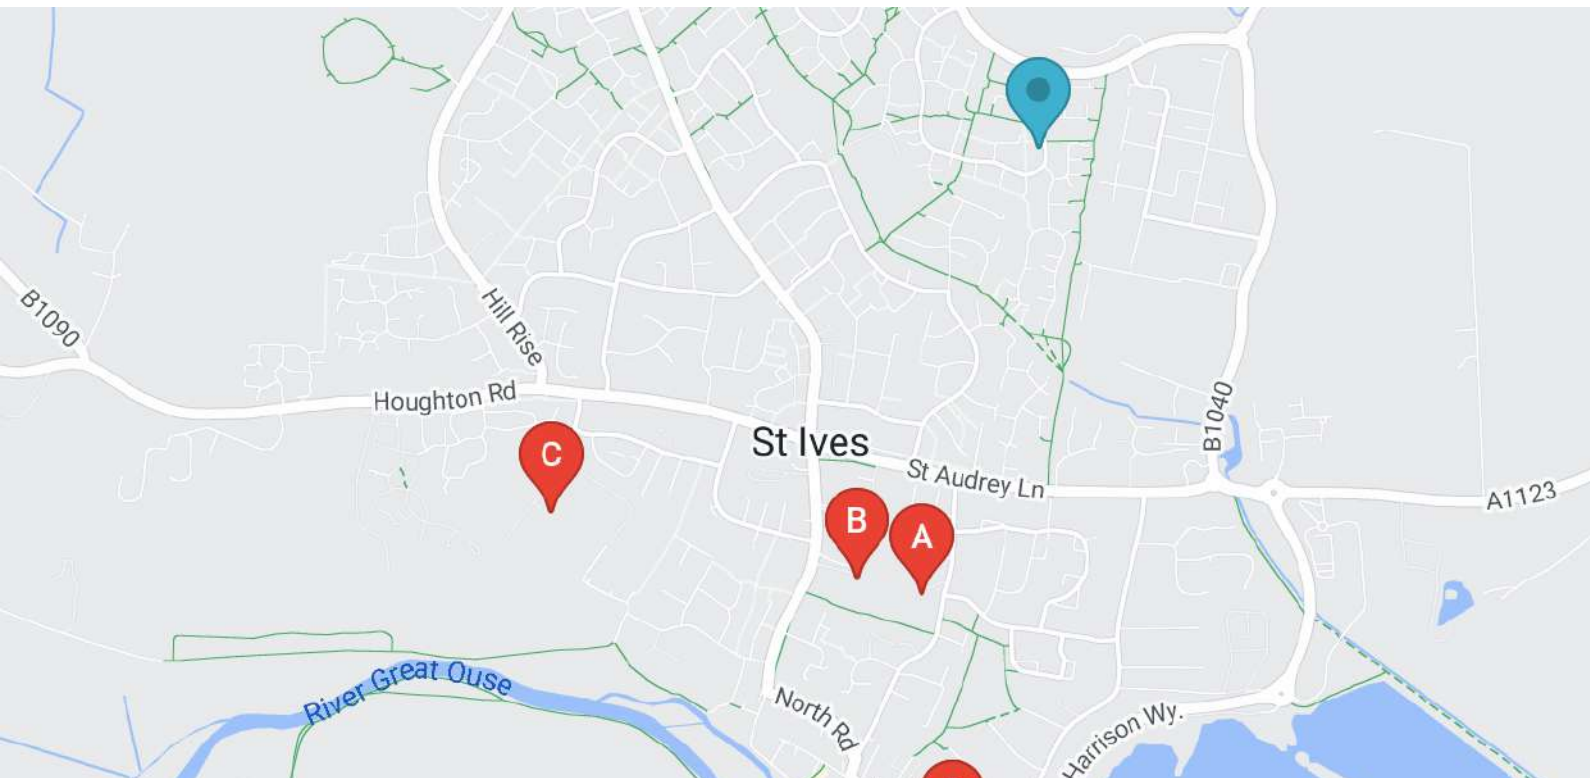 B1090
Hill Rise
Houghton Rd
C
St Ives
B1040
St Audrey Ln
A1123
B
A
River Great Ouse
North Rd
Harrison Wy.